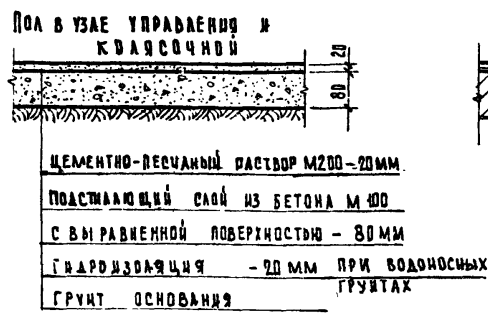 ПОЛ В УЗЛЕ УПРАВЛЕНИЯ И
КОЛЯСОЧНОЙ
20
80
ЦЕМЕНТНО-ПЕСЧАНЫЙ РАСТВОР М200-20ММ
ПОДСТИЛАЮЩИЙ СЛОЙ ИЗ БЕТОНА М 100
С ВЫРАВНЕННОЙ ПОВЕРХНОСТЬЮ - 80ММ
ГИДРОИЗОЛЯЦИЯ - 20 ММ ПРИ ВОДОНОСНЫХ
ГРУНТАХ
ГРУНТ ОСНОВАНИЯ